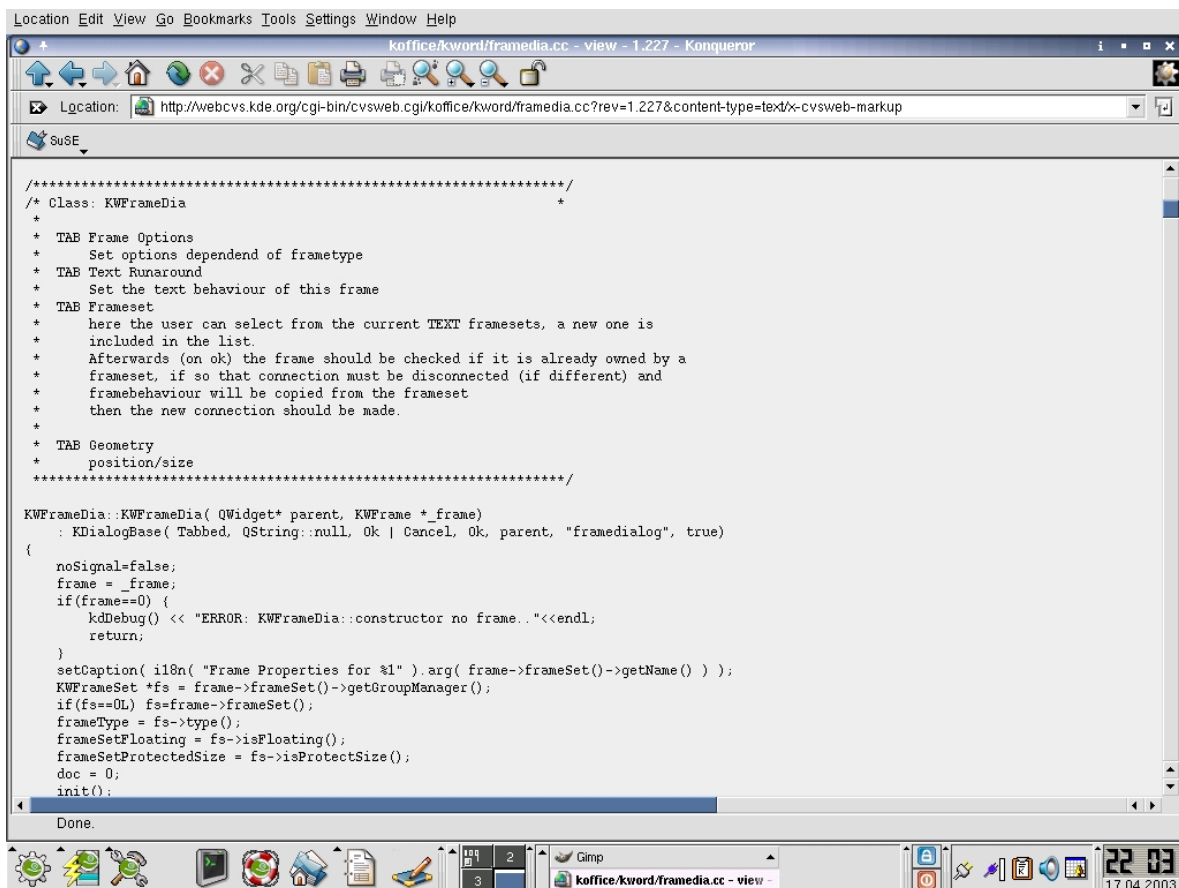 Location Edit View Go Bookmarks Tools Settings Window Help
koffice/kword/framedia.cc - view - 1.227 - Konqueror
Location: http://webcvs.kde.org/cgi-bin/cvsweb.cgi/koffice/kword/framedia.cc?rev=1.227&content-type=text/x-cvsweb-markup
SuSE
/******************************************************************/
/* Class: KWFrameDia *
*
* TAB Frame Options
* Set options dependend of frametype
* TAB Text Runaround
* Set the text behaviour of this frame
* TAB Frameset
* here the user can select from the current TEXT framesets, a new one is
* included in the list.
* Afterwards (on ok) the frame should be checked if it is already owned by a
* frameset, if so that connection must be disconnected (if different) and
* framebehaviour will be copied from the frameset
* then the new connection should be made.
*
* TAB Geometry
* position/size
******************************************************************/
KWFrameDia::KWFrameDia( QWidget* parent, KWFrame *_frame)
: KDialogBase( Tabbed, QString::null, Ok | Cancel, Ok, parent, "framedialog", true)
{
noSignal=false;
frame = _frame;
if(frame==0) {
kdDebug() << "ERROR: KWFrameDia::constructor no frame.."<<endl;
return;
}
setCaption( i18n( "Frame Properties for %1" ).arg( frame->frameSet()->getName() ) );
KWFrameSet *fs = frame->frameSet()->getGroupManager();
if(fs==0L) fs=frame->frameSet();
frameType = fs->type();
frameSetFloating = fs->isFloating();
frameSetProtectedSize = fs->isProtectSize();
doc = 0;
init();
Done.
2
3
Gimp
koffice/kword/framedia.cc - view -
22 03
17.04.2003